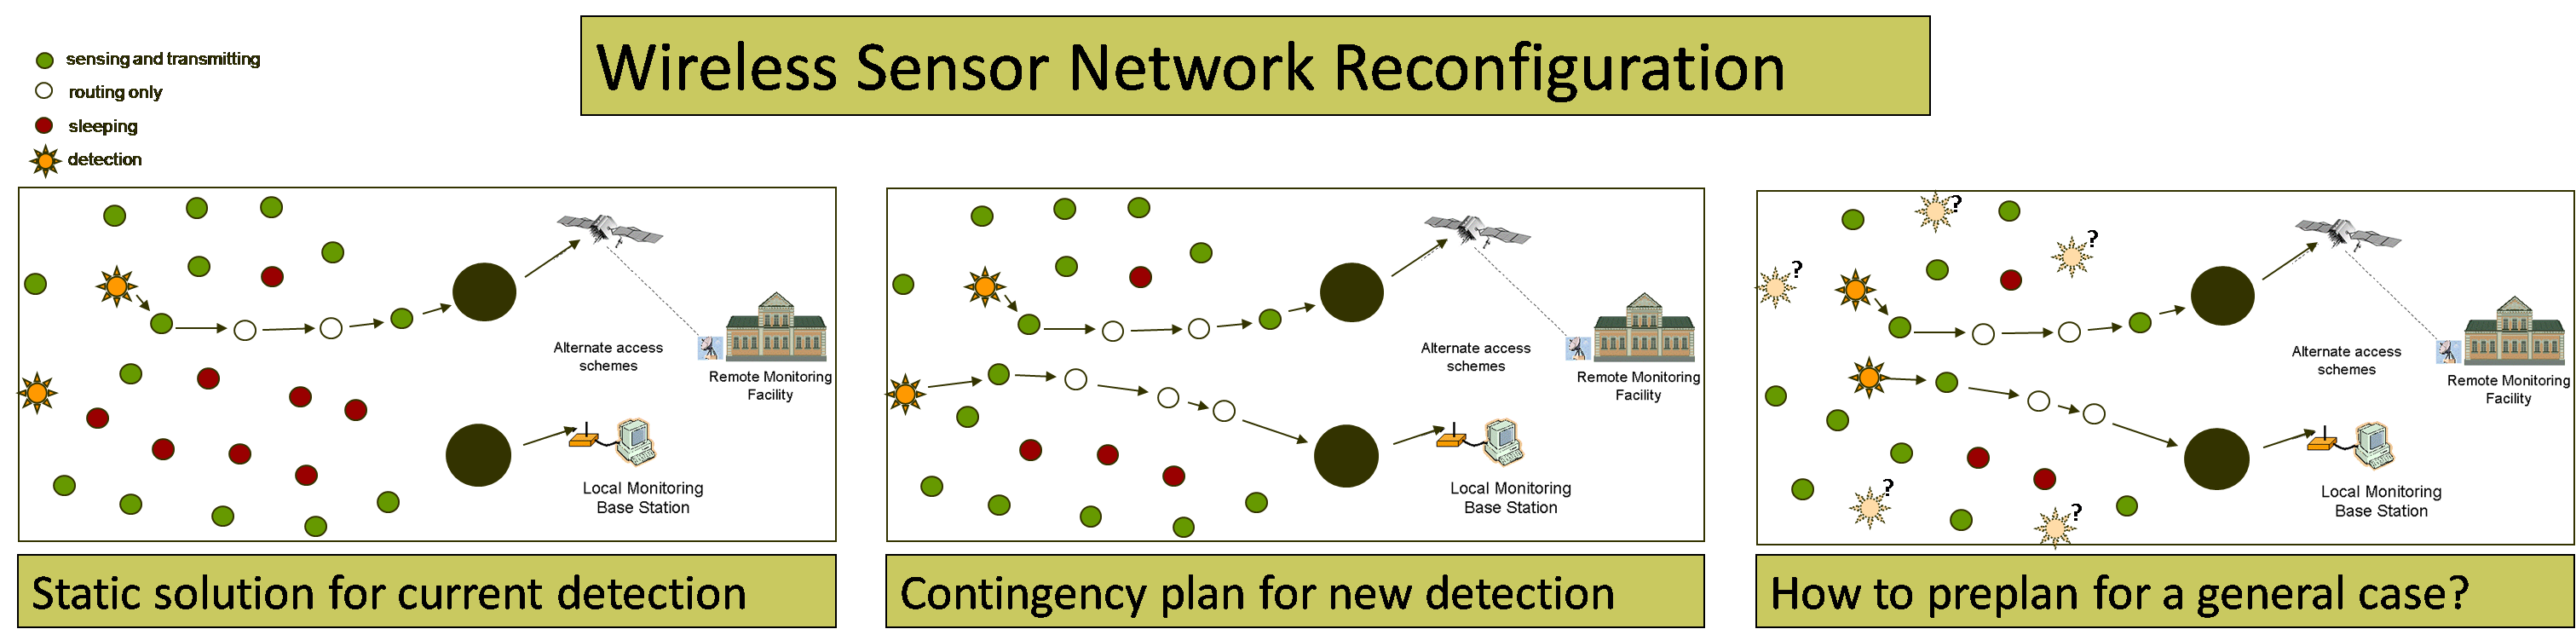 Wireless Sensor Network Reconfiguration
sensing and transmitting
routing only
sleeping
detection
Alternate access
schemes
Remote Monitoring
Facility
Local Monitoring
Base Station
Static solution for current detection
Alternate access
schemes
Remote Monitoring
Facility
Local Monitoring
Base Station
Contingency plan for new detection
?
?
?
Alternate access
schemes
Remote Monitoring
Facility
?
?
Local Monitoring
Base Station
How to preplan for a general case?